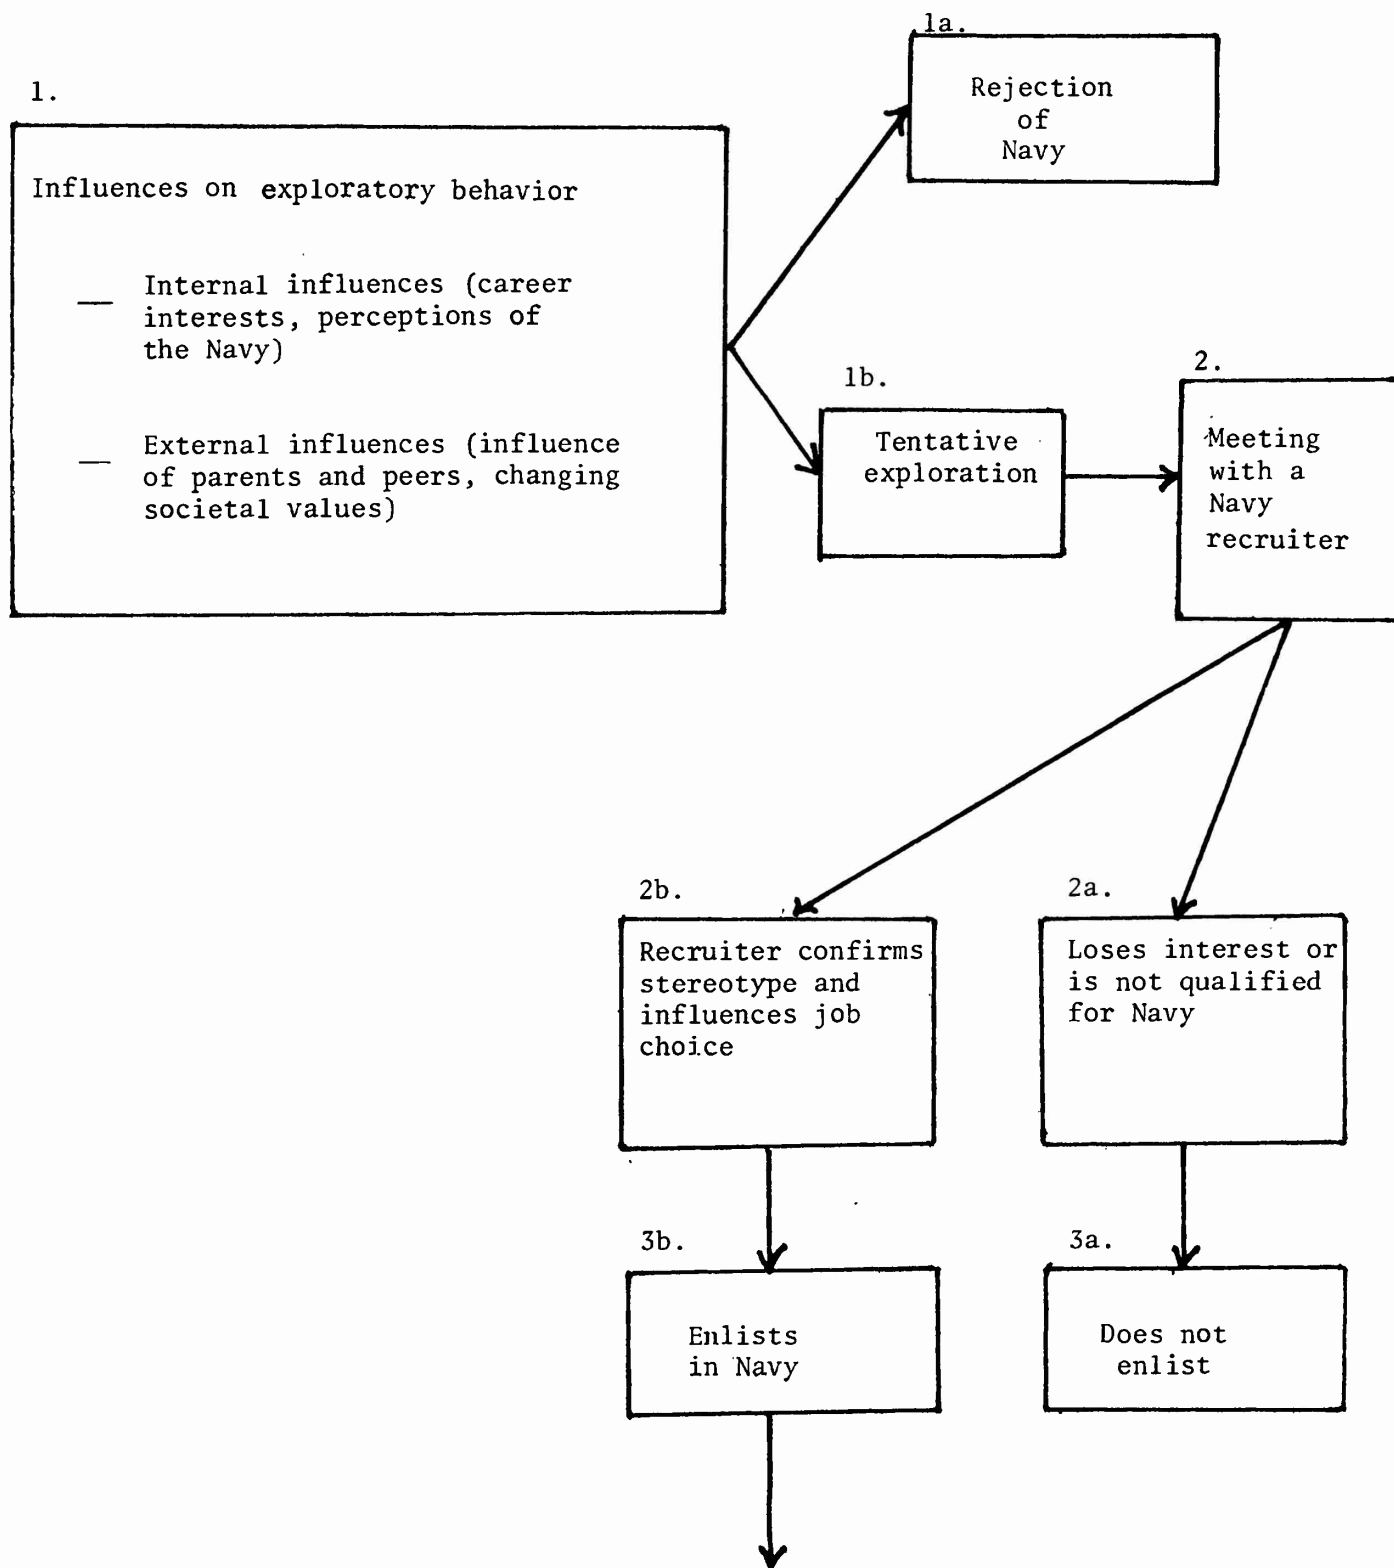 1.
Influences on exploratory behavior
— Internal influences (career
interests, perceptions of
the Navy)
— External influences (influence
of parents and peers, changing
societal values)
1a.
Rejection
of
Navy
1b.
Tentative
exploration
2.
Meeting
with a
Navy
recruiter
2b.
Recruiter confirms
stereotype and
influences job
choice
2a.
Loses interest or
is not qualified
for Navy
3b.
Enlists
in Navy
3a.
Does not
enlist